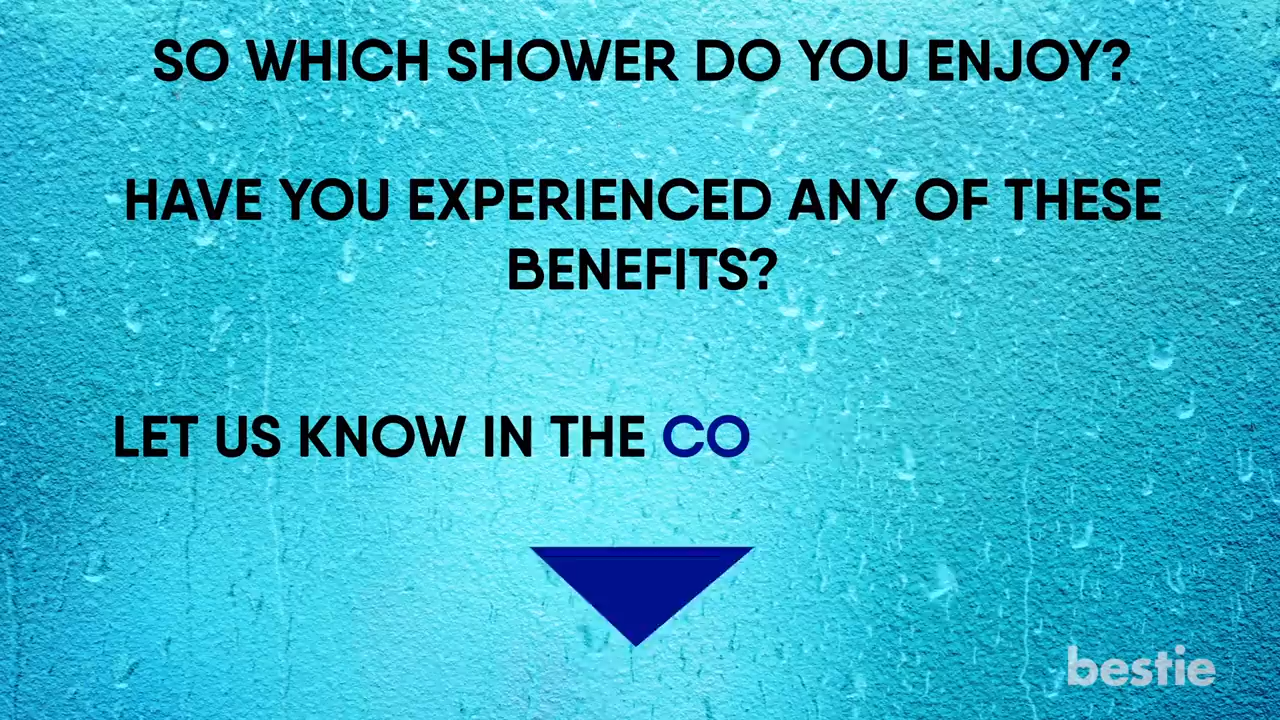 SO WHICH SHOWER DO YOU ENJOY?
HAVE YOU EXPERIENCED ANY OF THESE
BENEFITS?
LET US KNOW IN THE CO
bestie